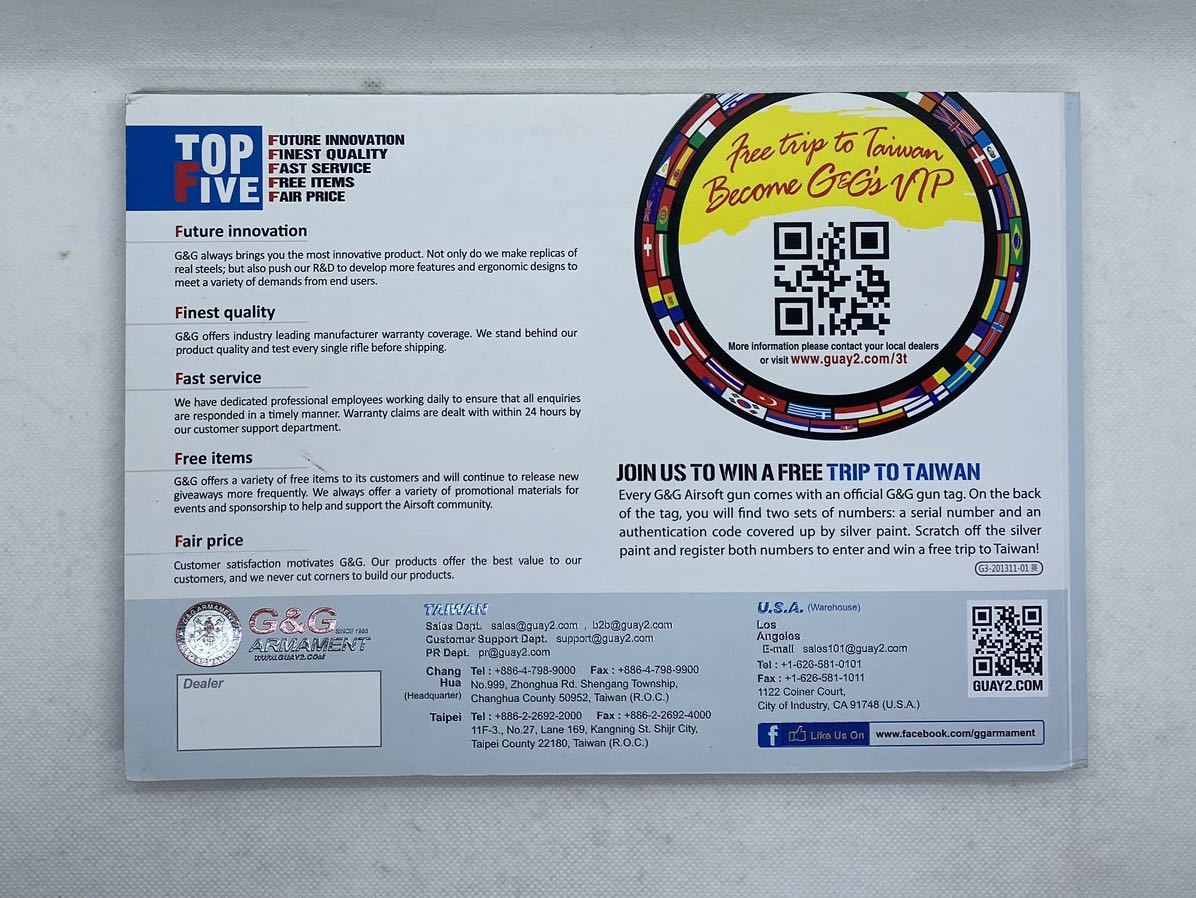 TOP
FIVE
FUTURE INNOVATION
FINEST QUALITY
FAST SERVICE
FREE ITEMS
FAIR PRICE
Future innovation
G&G always brings you the most innovative product. Not only do we make replicas of
real steels; but also push our R&D to develop more features and ergonomic designs to
meet a variety of demands from end users.
Finest quality
G&G offers industry leading manufacturer warranty coverage. We stand behind our
product quality and test every single rifle before shipping.
Fast service
We have dedicated professional employees working daily to ensure that all enquiries
are responded in a timely manner. Warranty claims are dealt with within 24 hours by
our customer support department.
Free items
G&G offers a variety of free items to its customers and will continue to release new
giveaways more frequently. We always offer a variety of promotional materials for
events and sponsorship to help and support the Airsoft community.
Fair price
Customer satisfaction motivates G&G. Our products offer the best value to our
customers, and we never cut corners to build our products.
Free trip to Taiwan
Become G&G's VIP
More information please contact your local dealers
or visit www.guay2.com/3t
JOIN US TO WIN A FREE TRIP TO TAIWAN
Every G&G Airsoft gun comes with an official G&G gun tag. On the back
of the tag, you will find two sets of numbers: a serial number and an
authentication code covered up by silver paint. Scratch off the silver
paint and register both numbers to enter and win a free trip to Taiwan!
G3-201311-01 英
G&G ARMAMENT
G&G
SINCE 1986
ARMAMENT
WWW.GUAY2.COM
Dealer
TAIWAN
Sales Dept. sales@guay2.com , b2b@guay2.com
Customer Support Dept. support@guay2.com
PR Dept. pr@guay2.com
Chang Hua (Headquarter)
Tel : +886-4-798-9000 Fax : +886-4-798-9900
No.999, Zhonghua Rd. Shengang Township,
Changhua County 50952, Taiwan (R.O.C.)
Taipei Tel : +886-2-2692-2000 Fax : +886-2-2692-4000
11F-3., No.27, Lane 169, Kangning St. Shijr City,
Taipei County 22180, Taiwan (R.O.C.)
U.S.A. (Warehouse)
Los
Angelos
E-mail sales101@guay2.com
Tel : +1-626-581-0101
Fax : +1-626-581-1011
1122 Coiner Court,
City of Industry, CA 91748 (U.S.A.)
GUAY2.COM
f Like Us On www.facebook.com/ggarmament